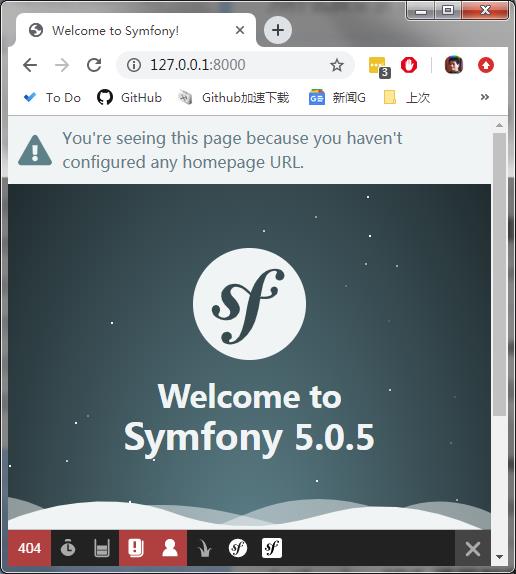 Welcome to Symfony!
127.0.0.1:8000
3
To Do
GitHub
Github加速下载
新闻G
上次
You're seeing this page because you haven't
configured any homepage URL.
sf
Welcome to
Symfony 5.0.5
404